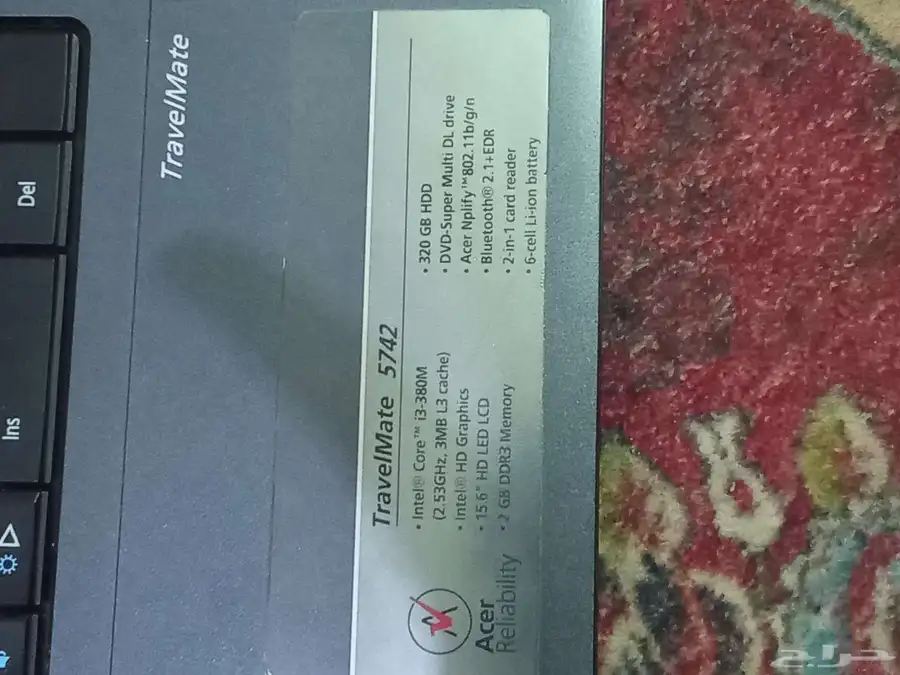 TravelMate
Del
Ins
TravelMate 5742
• Intel® Core™ i3-380M
(2.53GHz, 3MB L3 cache)
• Intel® HD Graphics
• 15.6" HD LED LCD
• 2 GB DDR3 Memory
• 320 GB HDD
• DVD-Super Multi DL drive
• Acer Nplify™802.11b/g/n
• Bluetooth® 2.1+EDR
• 2-in-1 card reader
• 6-cell Li-ion battery
Acer
Reliability
حراج